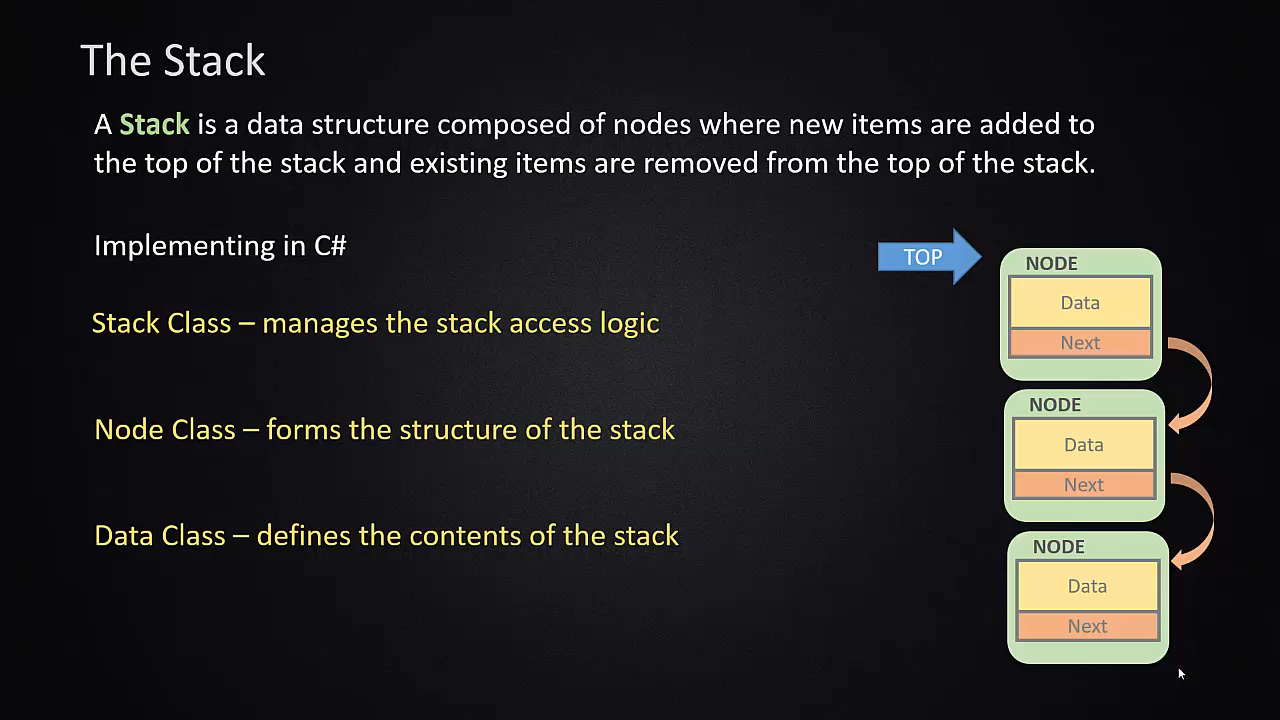 The Stack
A Stack is a data structure composed of nodes where new items are added to
the top of the stack and existing items are removed from the top of the stack.
Implementing in C#
TOP
NODE
Data
Next
Stack Class – manages the stack access logic
NODE
Data
Next
Node Class – forms the structure of the stack
NODE
Data
Next
Data Class – defines the contents of the stack